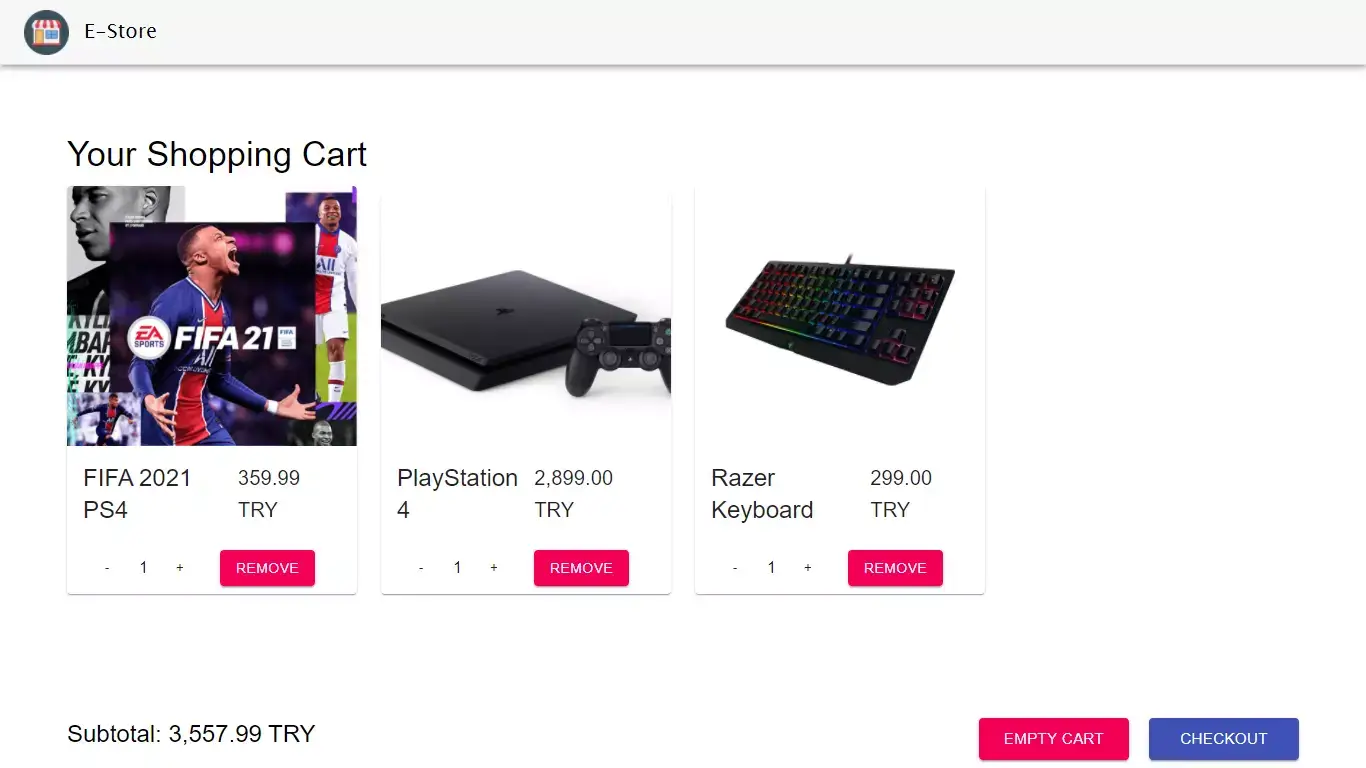 E-Store
Your Shopping Cart
EA
SPORTS
FIFA 21
FIFA
FIFA 2021
PS4
359.99
TRY
- 1 +
REMOVE
PlayStation
4
2,899.00
TRY
- 1 +
REMOVE
Razer
Keyboard
299.00
TRY
- 1 +
REMOVE
Subtotal: 3,557.99 TRY
EMPTY CART
CHECKOUT